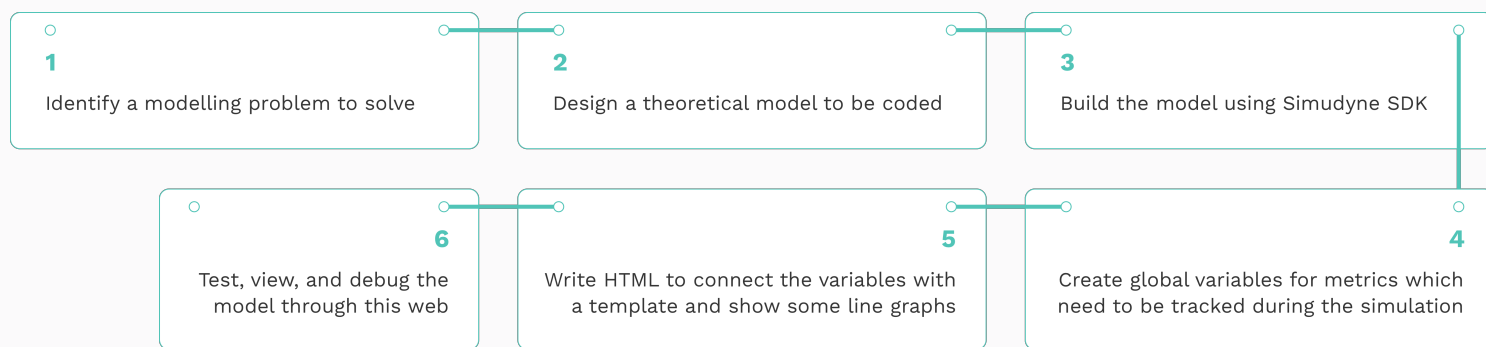 1
Identify a modelling problem to solve
2
Design a theoretical model to be coded
3
Build the model using Simudyne SDK
4
Create global variables for metrics which
need to be tracked during the simulation
5
Write HTML to connect the variables with
a template and show some line graphs
6
Test, view, and debug the
model through this web